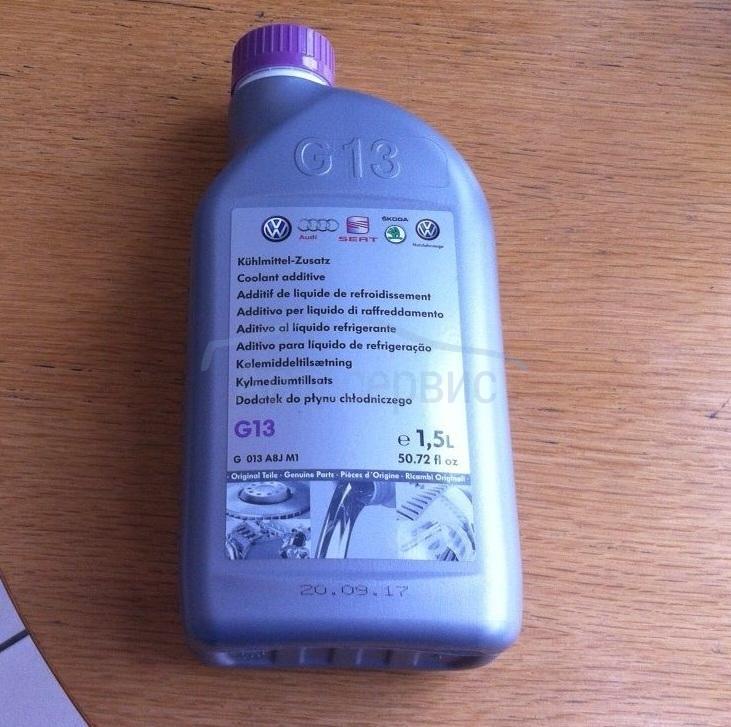 G13
Audi
SEAT
ŠKODA
Nutzfahrzeuge
Kühlmittel-Zusatz
Coolant additive
Additif de liquide de refroidissement
Additivo per liquido di raffreddamento
Aditivo al líquido refrigerante
Aditivo para líquido de refrigeração
Kølemiddeltilsætning
Kylmediumtillsats
Dodatek do płynu chłodniczego
G13
e 1,5L
G 013 A8J M1
50.72 fl oz
· Original Teile · Genuine Parts · Pièces d'Origine · Ricambi Originali ·
20.09.17